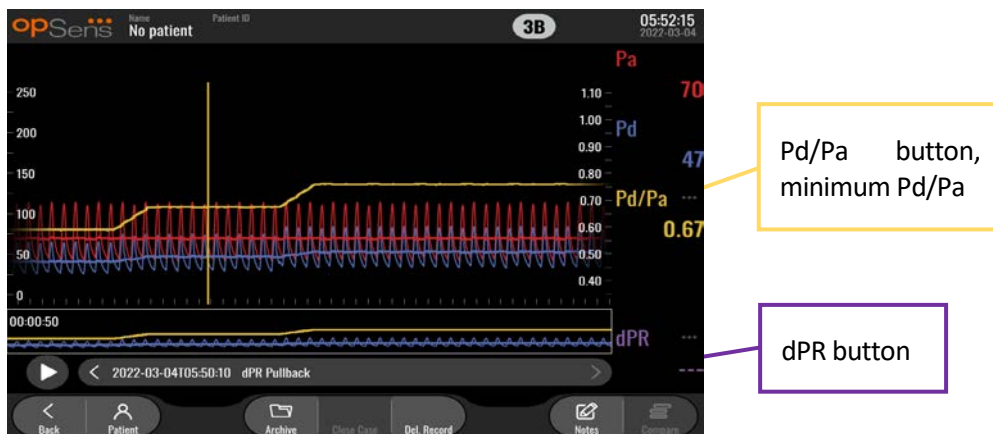 opSens
Name
No patient
Patient ID
3B
05:52:15
2022-03-04
Pa
70
Pd
47
Pd/Pa ---
0.67
250
200
150
100
50
0
1.10
1.00
0.90
0.80
0.70
0.60
0.50
0.40
00:00:50
dPR ---
---
< 2022-03-04T05:50:10 dPR Pullback >
Back
Patient
Archive
Close Case
Del. Record
Notes
Compare
Pd/Pa button,
minimum Pd/Pa
dPR button